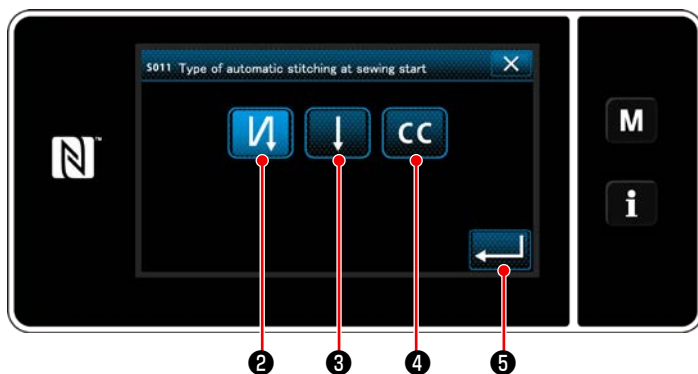 S011 Type of automatic stitching at sewing start
CC
M
i
❷ ❸ ❹ ❺